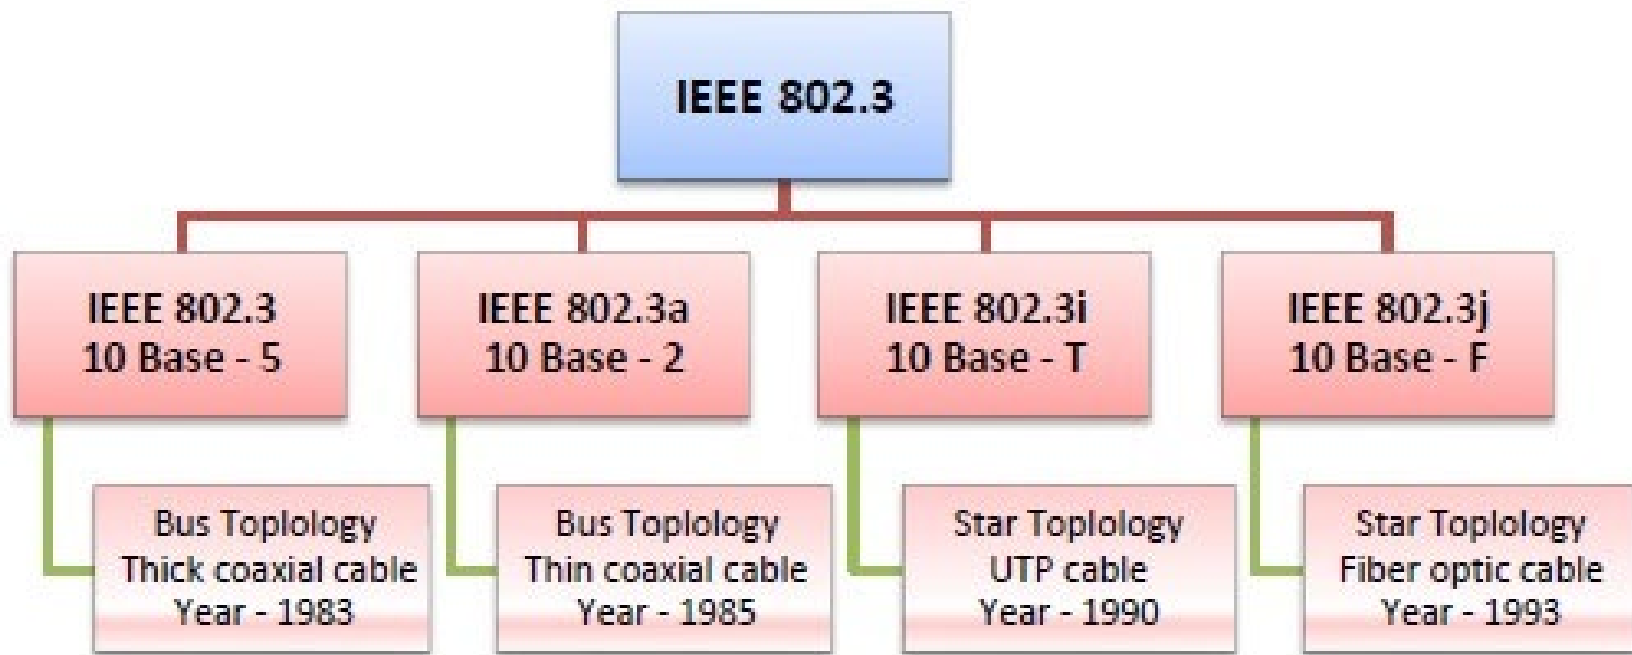 IEEE 802.3
IEEE 802.3
10 Base - 5
IEEE 802.3a
10 Base - 2
IEEE 802.3i
10 Base - T
IEEE 802.3j
10 Base - F
Bus Toplology
Thick coaxial cable
Year - 1983
Bus Toplology
Thin coaxial cable
Year - 1985
Star Toplology
UTP cable
Year - 1990
Star Toplology
Fiber optic cable
Year - 1993